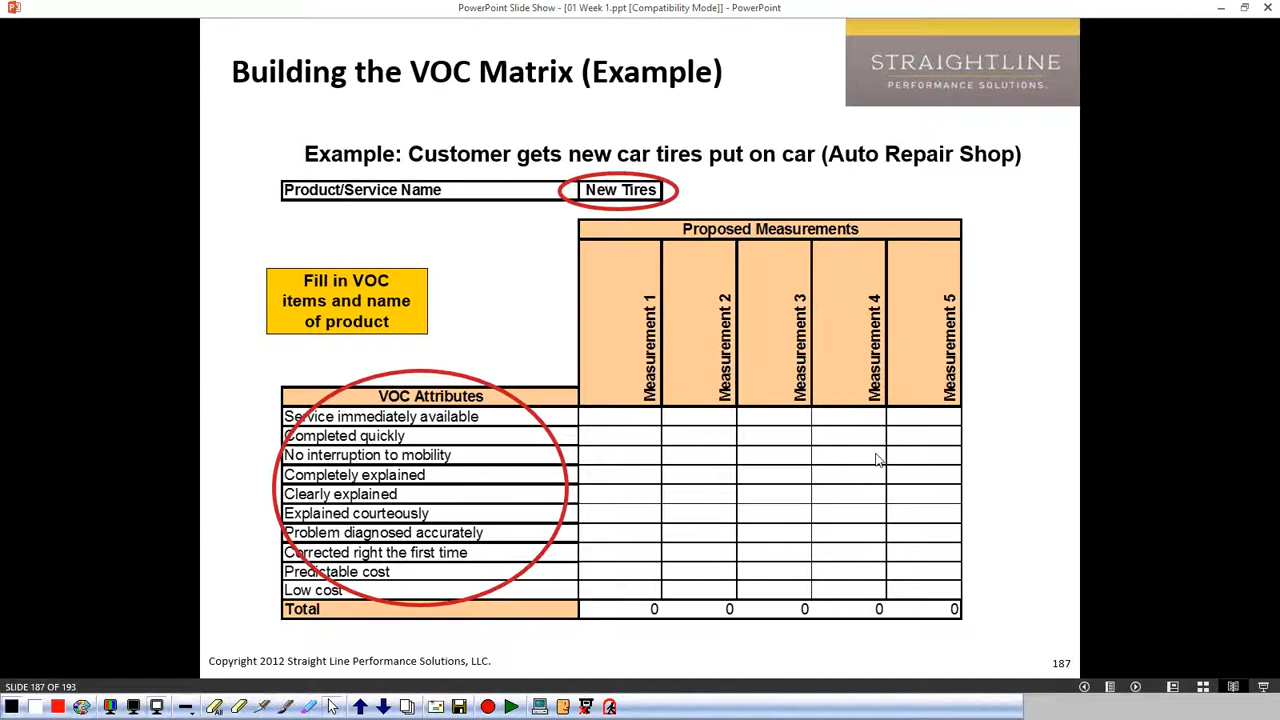 PowerPoint Slide Show - [01 Week 1.ppt [Compatibility Mode]] - PowerPoint
Building the VOC Matrix (Example)
STRAIGHTLINE
PERFORMANCE SOLUTIONS.
Example: Customer gets new car tires put on car (Auto Repair Shop)
Product/Service Name New Tires
Proposed Measurements
Fill in VOC
items and name
of product
Measurement 1
Measurement 2
Measurement 3
Measurement 4
Measurement 5
VOC Attributes
Service immediately available
Completed quickly
No interruption to mobility
Completely explained
Clearly explained
Explained courteously
Problem diagnosed accurately
Corrected right the first time
Predictable cost
Low cost
Total 0 0 0 0 0
Copyright 2012 Straight Line Performance Solutions, LLC.
187
SLIDE 187 OF 193